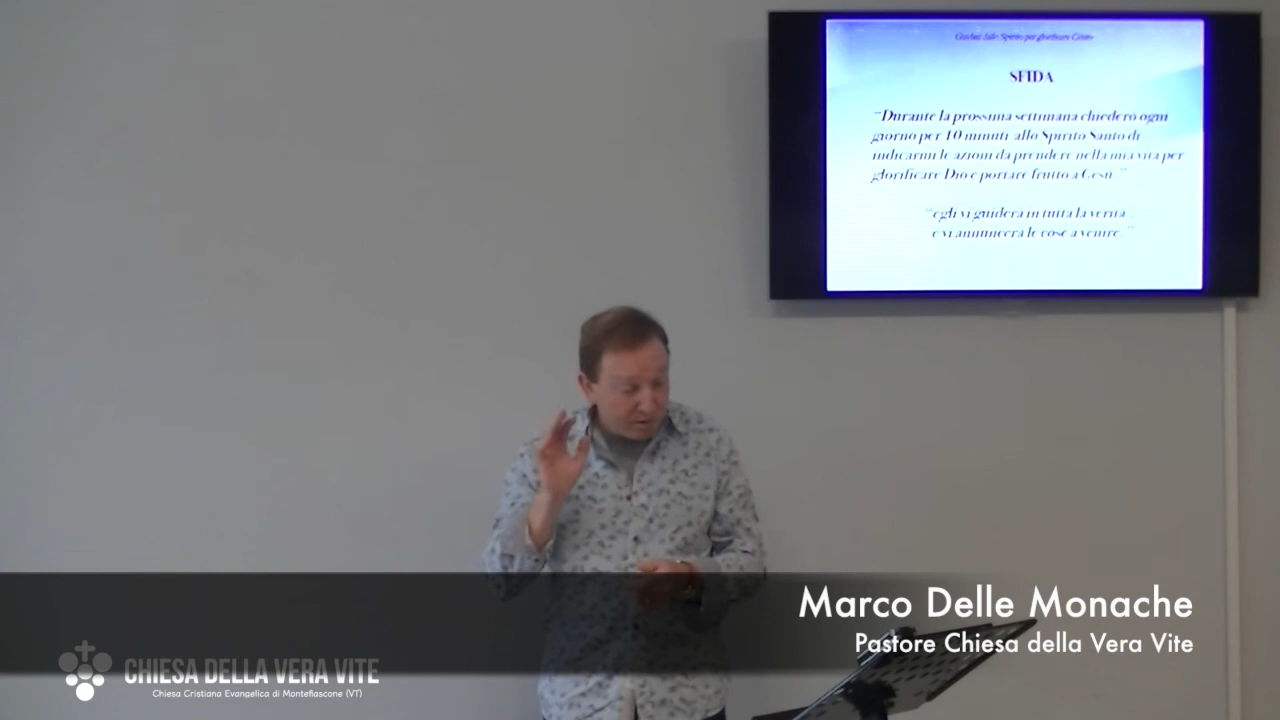 Guidati dallo Spirito per glorificare Cristo
SFIDA
“Durante la prossima settimana chiederò ogni
giorno per 10 minuti allo Spirito Santo di
indicarmi le azioni da prendere nella mia vita per
glorificare Dio e portare frutto a Gesù.”
“egli vi guiderà in tutta la verità...
e vi annuncerà le cose a venire.”
Marco Delle Monache
Pastore Chiesa della Vera Vite
CHIESA DELLA VERA VITE
Chiesa Cristiana Evangelica di Montefiascone (VT)